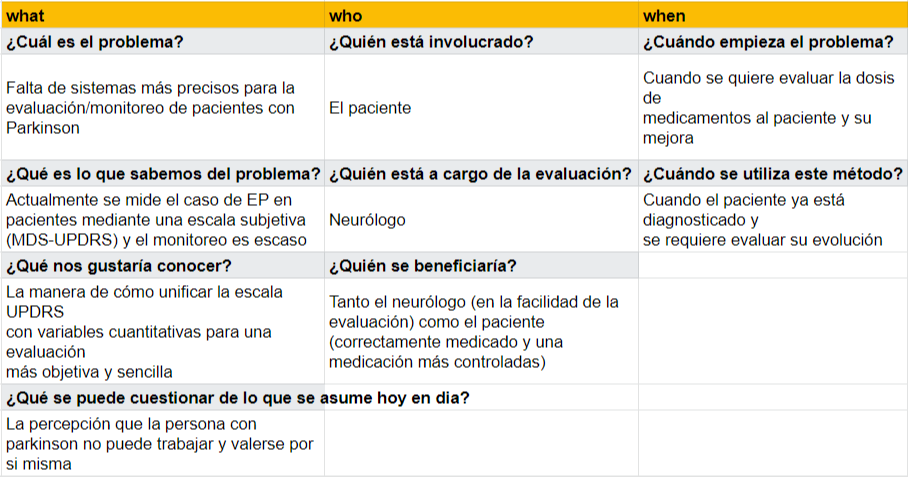 what
who
when
¿Cuál es el problema?
¿Quién está involucrado?
¿Cuándo empieza el problema?
Falta de sistemas más precisos para la
evaluación/monitoreo de pacientes con
Parkinson
El paciente
Cuando se quiere evaluar la dosis
de
medicamentos al paciente y su
mejora
¿Qué es lo que sabemos del problema?
¿Quién está a cargo de la evaluación?
¿Cuándo se utiliza este método?
Actualmente se mide el caso de EP en
pacientes mediante una escala subjetiva
(MDS-UPDRS) y el monitoreo es escaso
Neurólogo
Cuando el paciente ya está
diagnosticado y
se requiere evaluar su evolución
¿Qué nos gustaría conocer?
¿Quién se beneficiaría?
La manera de cómo unificar la escala
UPDRS
con variables cuantitativas para una
evaluación
más objetiva y sencilla
Tanto el neurólogo (en la facilidad de la
evaluación) como el paciente
(correctamente medicado y una
medicación más controladas)
¿Qué se puede cuestionar de lo que se asume hoy en dia?
La percepción que la persona con
parkinson no puede trabajar y valerse por
si misma